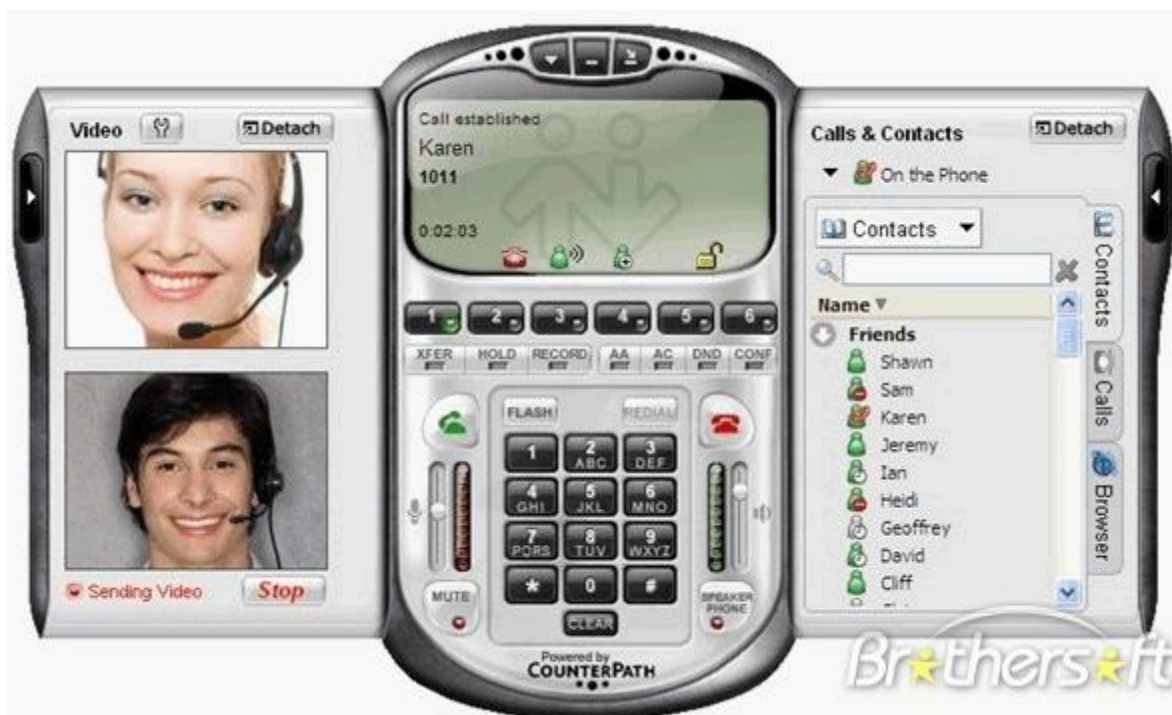 Video
Detach
Sending Video
Stop
Call established
Karen
1011
0:02:03
1 2 3 4 5 6
XFER HOLD RECORD AA AC DND CONF
FLASH REDIAL
1 2 ABC 3 DEF
4 GHI 5 JKL 6 MNO
7 PQRS 8 TUV 9 WXYZ
* 0 #
MUTE
SPEAKER PHONE
CLEAR
Powered by
COUNTERPATH
Calls & Contacts
Detach
On the Phone
Contacts
Name
Friends
Shawn
Sam
Karen
Jeremy
Ian
Heidi
Geoffrey
David
Cliff
Contacts
Calls
Browser
Brothersoft